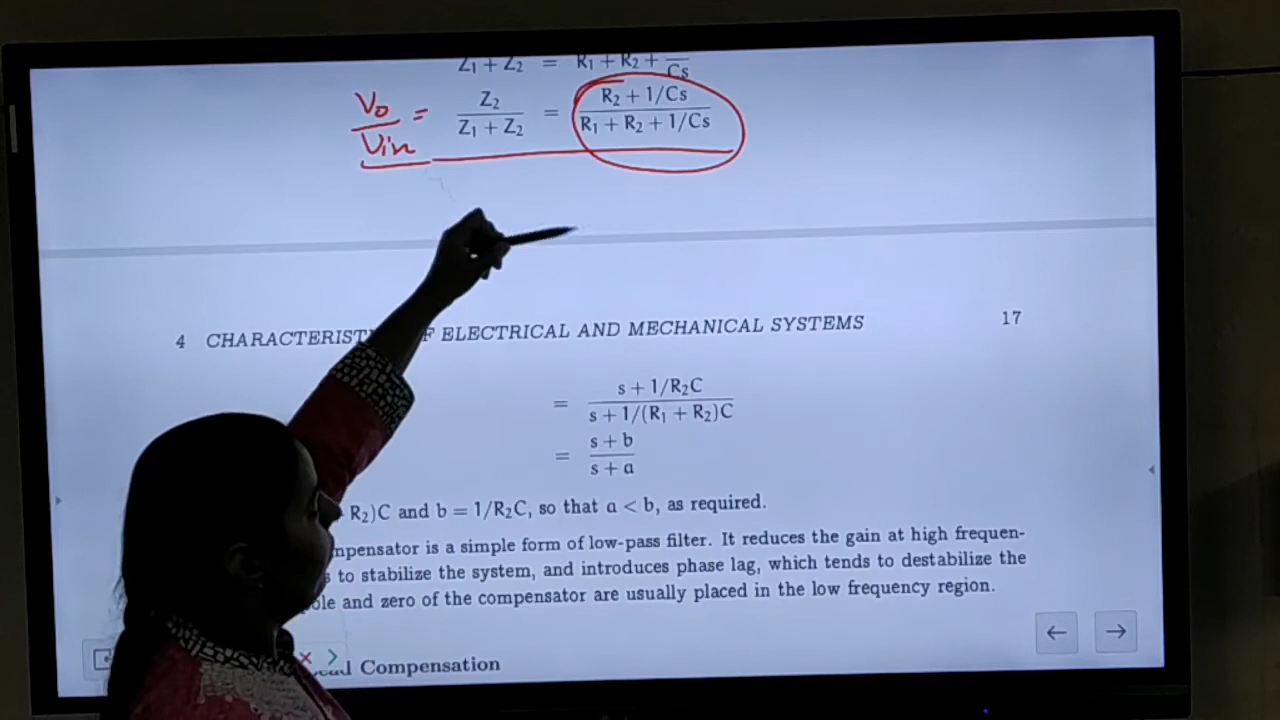 Z₁ + Z₂ = R₁ + R₂ + 1/Cs
Vo/Vin = Z₂/(Z₁ + Z₂) = (R₂ + 1/Cs)/(R₁ + R₂ + 1/Cs)
4 CHARACTERIST F ELECTRICAL AND MECHANICAL SYSTEMS 17
= (s + 1/R₂C)/(s + 1/(R₁ + R₂)C)
= (s + b)/(s + a)
R₂)C and b = 1/R₂C, so that a < b, as required.
mpensator is a simple form of low-pass filter. It reduces the gain at high frequen-
s to stabilize the system, and introduces phase lag, which tends to destabilize the
ole and zero of the compensator are usually placed in the low frequency region.
Compensation